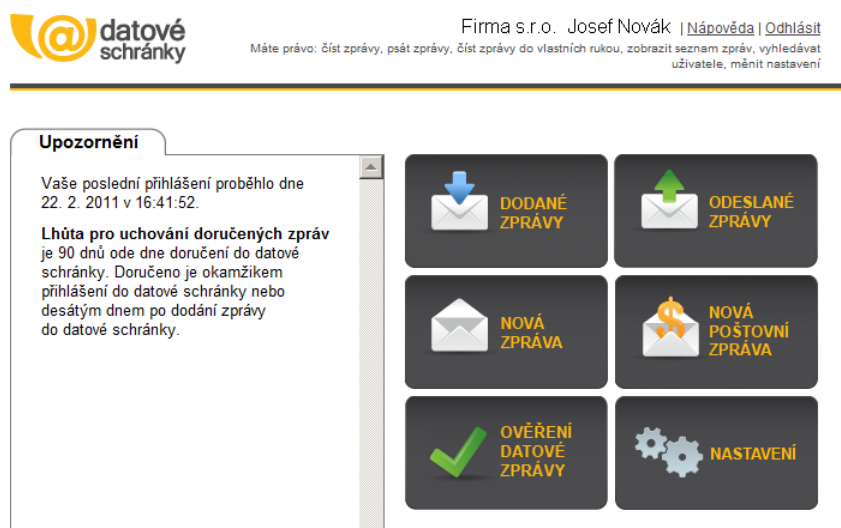 datové
schránky
Firma s.r.o. Josef Novák | Nápověda | Odhlásit
Máte právo: číst zprávy, psát zprávy, číst zprávy do vlastních rukou, zobrazit seznam zpráv, vyhledávat
uživatele, měnit nastavení
Upozornění
Vaše poslední přihlášení proběhlo dne
22. 2. 2011 v 16:41:52.
Lhůta pro uchování doručených zpráv
je 90 dnů ode dne doručení do datové
schránky. Doručeno je okamžikem
přihlášení do datové schránky nebo
desátým dnem po dodání zprávy
do datové schránky.
DODANÉ
ZPRÁVY
ODESLANÉ
ZPRÁVY
NOVÁ
ZPRÁVA
NOVÁ
POŠTOVNÍ
ZPRÁVA
OVĚŘENÍ
DATOVÉ
ZPRÁVY
NASTAVENÍ